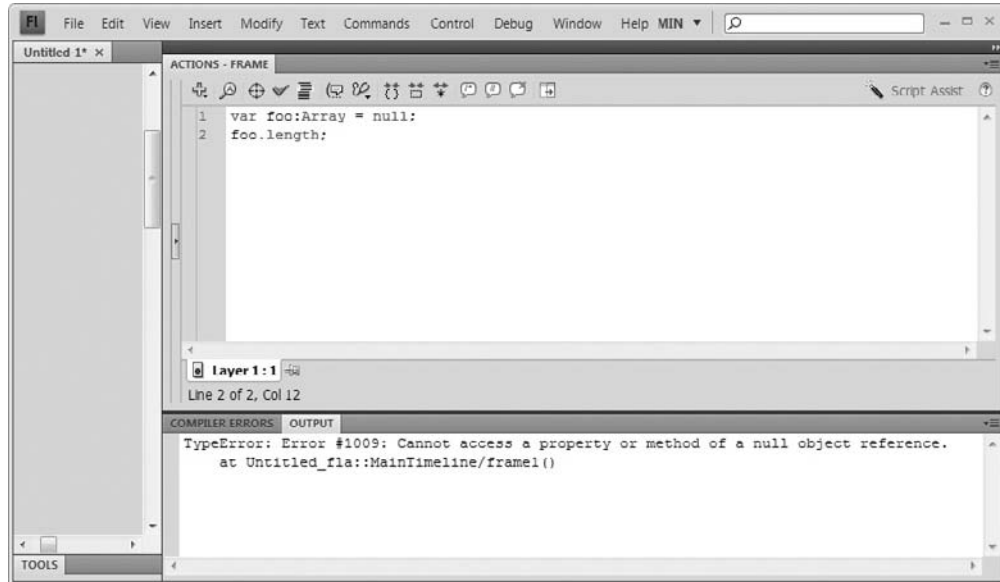 Fl File Edit View Insert Modify Text Commands Control Debug Window Help MIN
Untitled 1*
ACTIONS - FRAME
Script Assist
1 var foo:Array = null;
2 foo.length;
Layer 1 : 1
Line 2 of 2, Col 12
COMPILER ERRORS OUTPUT
TypeError: Error #1009: Cannot access a property or method of a null object reference.
at Untitled_fla::MainTimeline/frame1()
TOOLS